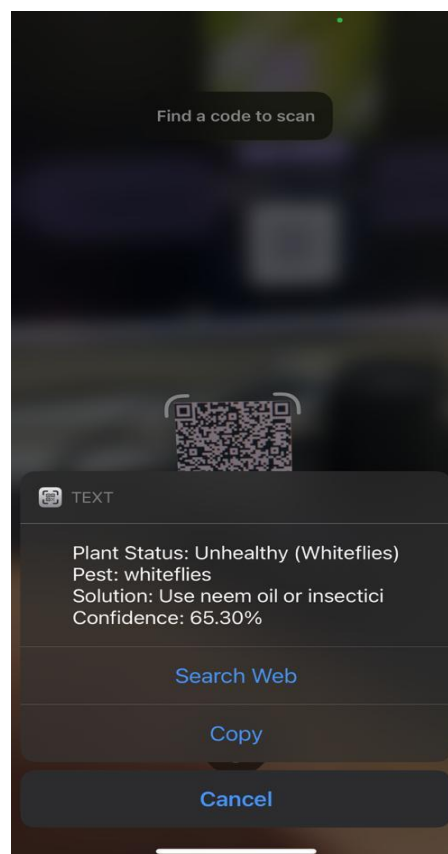 Find a code to scan
TEXT
Plant Status: Unhealthy (Whiteflies)
Pest: whiteflies
Solution: Use neem oil or insectici
Confidence: 65.30%
Search Web
Copy
Cancel